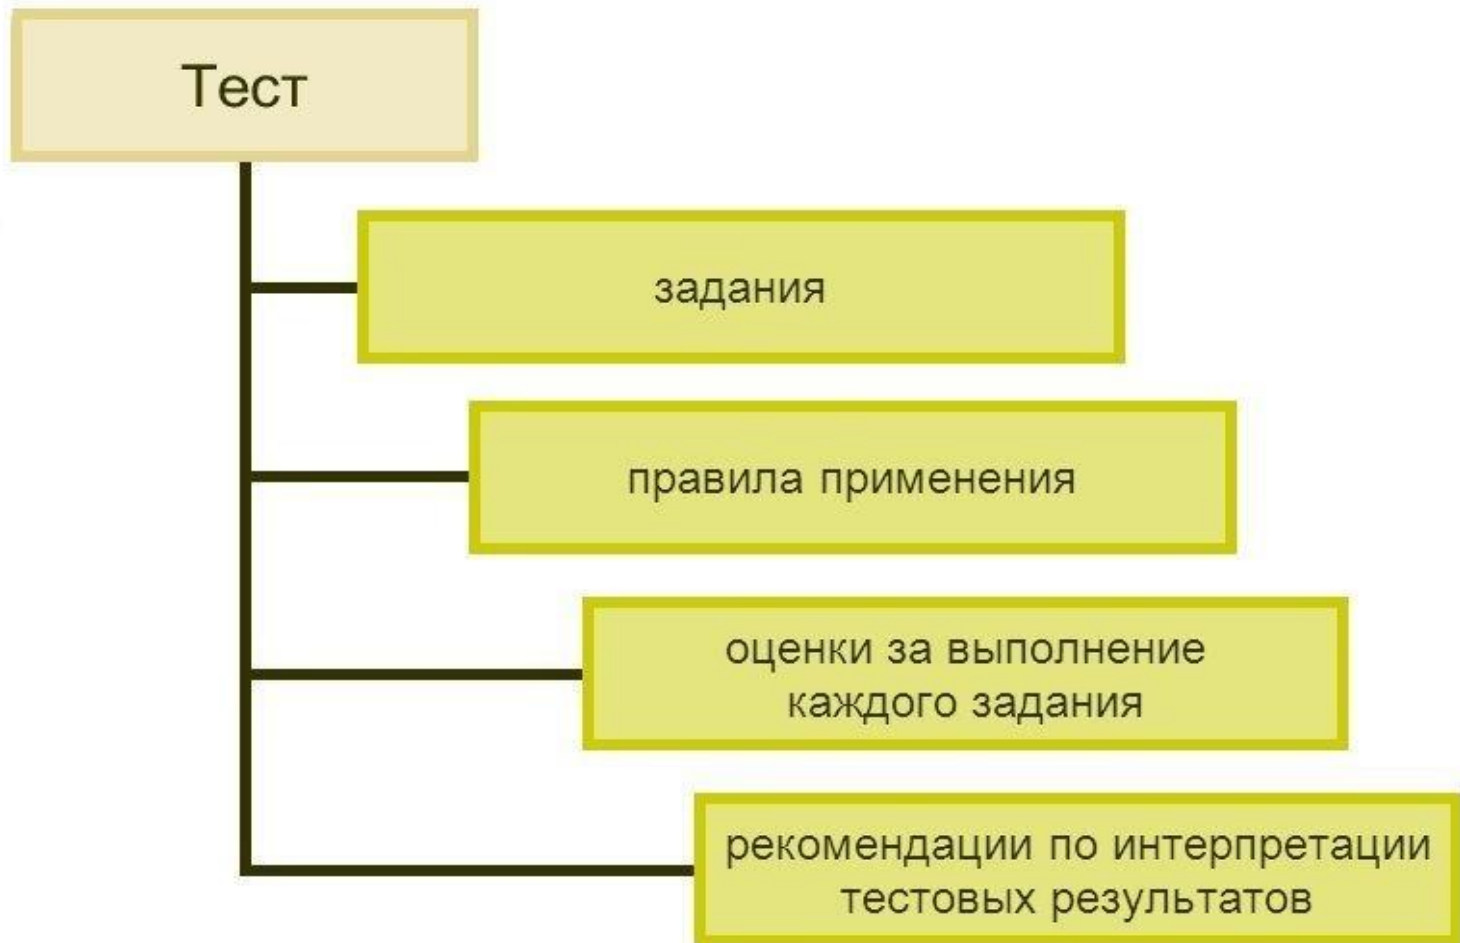 Тест
задания
правила применения
оценки за выполнение
каждого задания
рекомендации по интерпретации
тестовых результатов